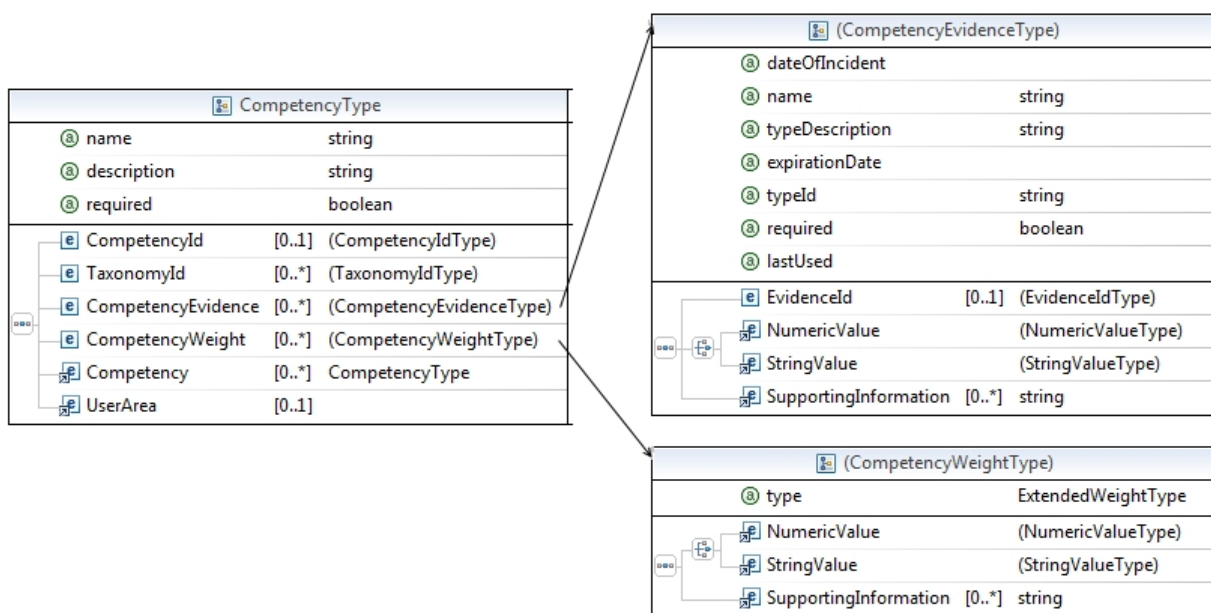 CompetencyType
name string
description string
required boolean
CompetencyId [0..1] (CompetencyIdType)
TaxonomyId [0..*] (TaxonomyIdType)
CompetencyEvidence [0..*] (CompetencyEvidenceType)
CompetencyWeight [0..*] (CompetencyWeightType)
Competency [0..*] CompetencyType
UserArea [0..1]
(CompetencyEvidenceType)
dateOfIncident
name string
typeDescription string
expirationDate
typeId string
required boolean
lastUsed
EvidenceId [0..1] (EvidenceIdType)
NumericValue (NumericValueType)
StringValue (StringValueType)
SupportingInformation [0..*] string
(CompetencyWeightType)
type ExtendedWeightType
NumericValue (NumericValueType)
StringValue (StringValueType)
SupportingInformation [0..*] string